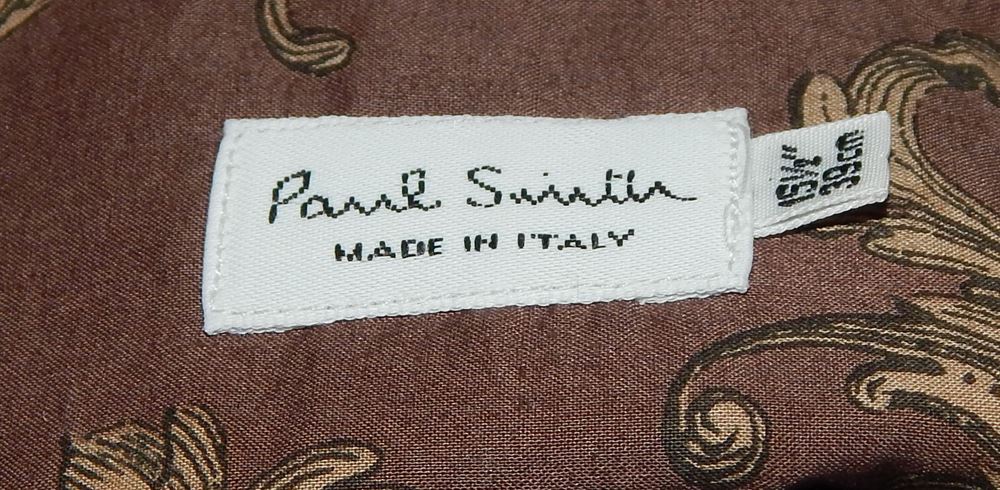 Paul Smith
MADE IN ITALY
15½"
39cm